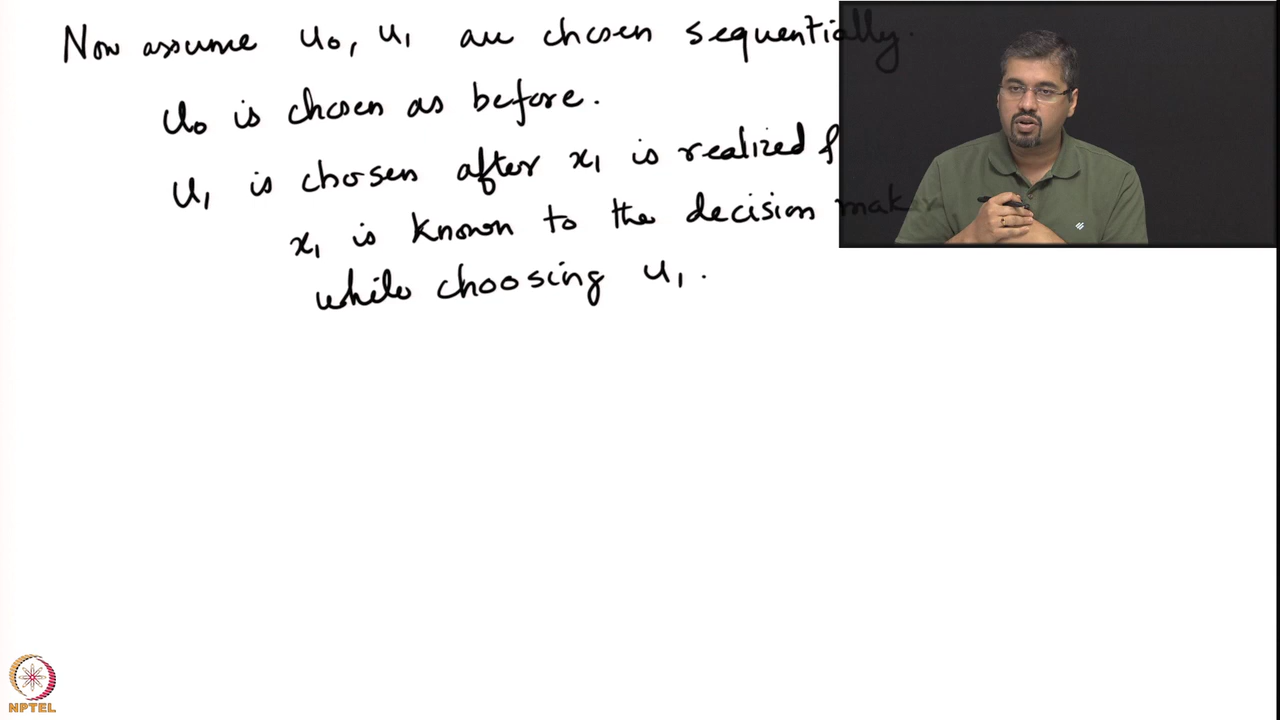 Now assume u₀, u₁ are chosen sequentially.
u₀ is chosen as before.
u₁ is chosen after x₁ is realized &
x₁ is known to the decision mak
while choosing u₁.
NPTEL